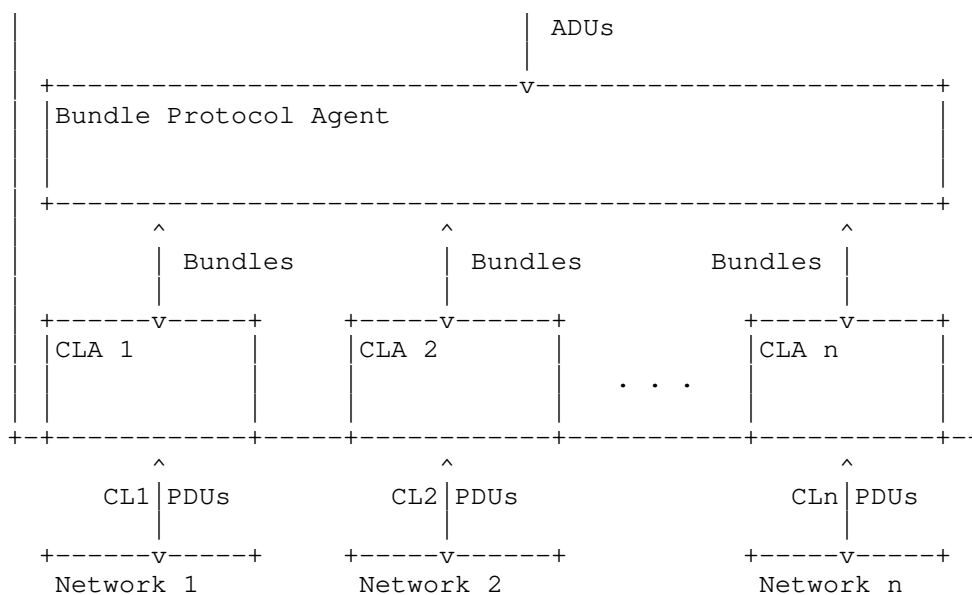 ADUs
Bundle Protocol Agent
Bundles Bundles Bundles
CLA 1 CLA 2 CLA n
. . .
CL1 PDUs CL2 PDUs CLn PDUs
Network 1 Network 2 Network n